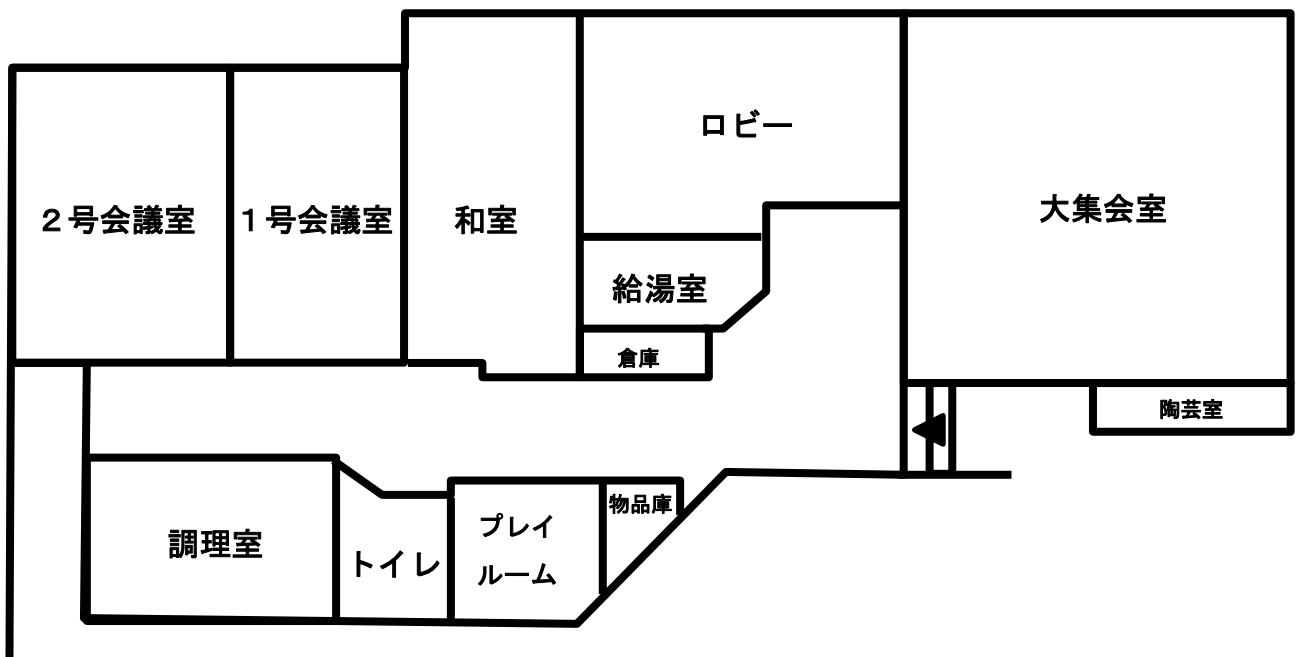 ロビー
２号会議室
１号会議室
和室
大集会室
給湯室
倉庫
陶芸室
調理室
トイレ
プレイ
ルーム
物品庫